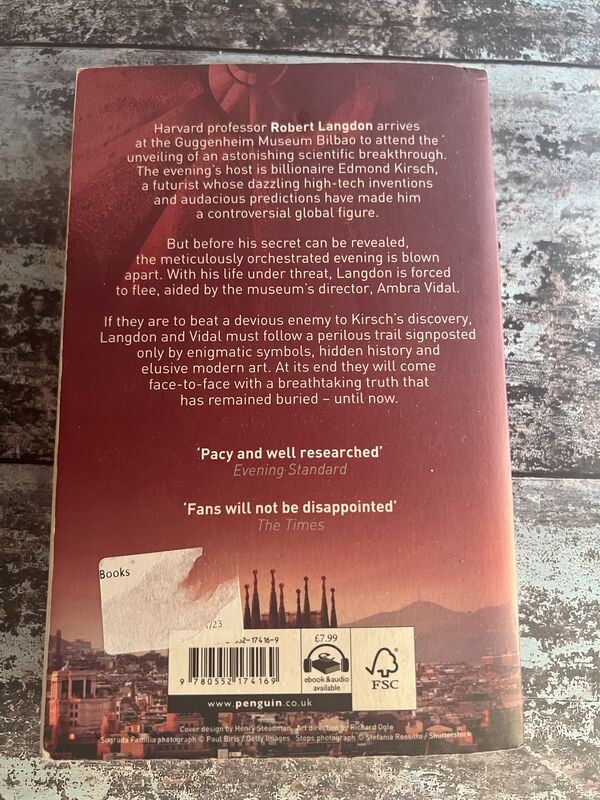 Harvard professor Robert Langdon arrives
at the Guggenheim Museum Bilbao to attend the
unveiling of an astonishing scientific breakthrough.
The evening's host is billionaire Edmond Kirsch,
a futurist whose dazzling high-tech inventions
and audacious predictions have made him
a controversial global figure.
But before his secret can be revealed,
the meticulously orchestrated evening is blown
apart. With his life under threat, Langdon is forced
to flee, aided by the museum's director, Ambra Vidal.
If they are to beat a devious enemy to Kirsch's discovery,
Langdon and Vidal must follow a perilous trail signposted
only by enigmatic symbols, hidden history and
elusive modern art. At its end they will come
face-to-face with a breathtaking truth that
has remained buried – until now.
'Pacy and well researched'
Evening Standard
'Fans will not be disappointed'
The Times
Books
/23
52-17416-9
9 780552 174169
£7.99
ebook & audio
available
FSC
www.penguin.co.uk
Cover design by Henry Steadman Art direction by Richard Ogle
Sagrada Familia photograph © Paul Biris / Getty Images Steps photograph © Stefania Rossitto / Shutterstock